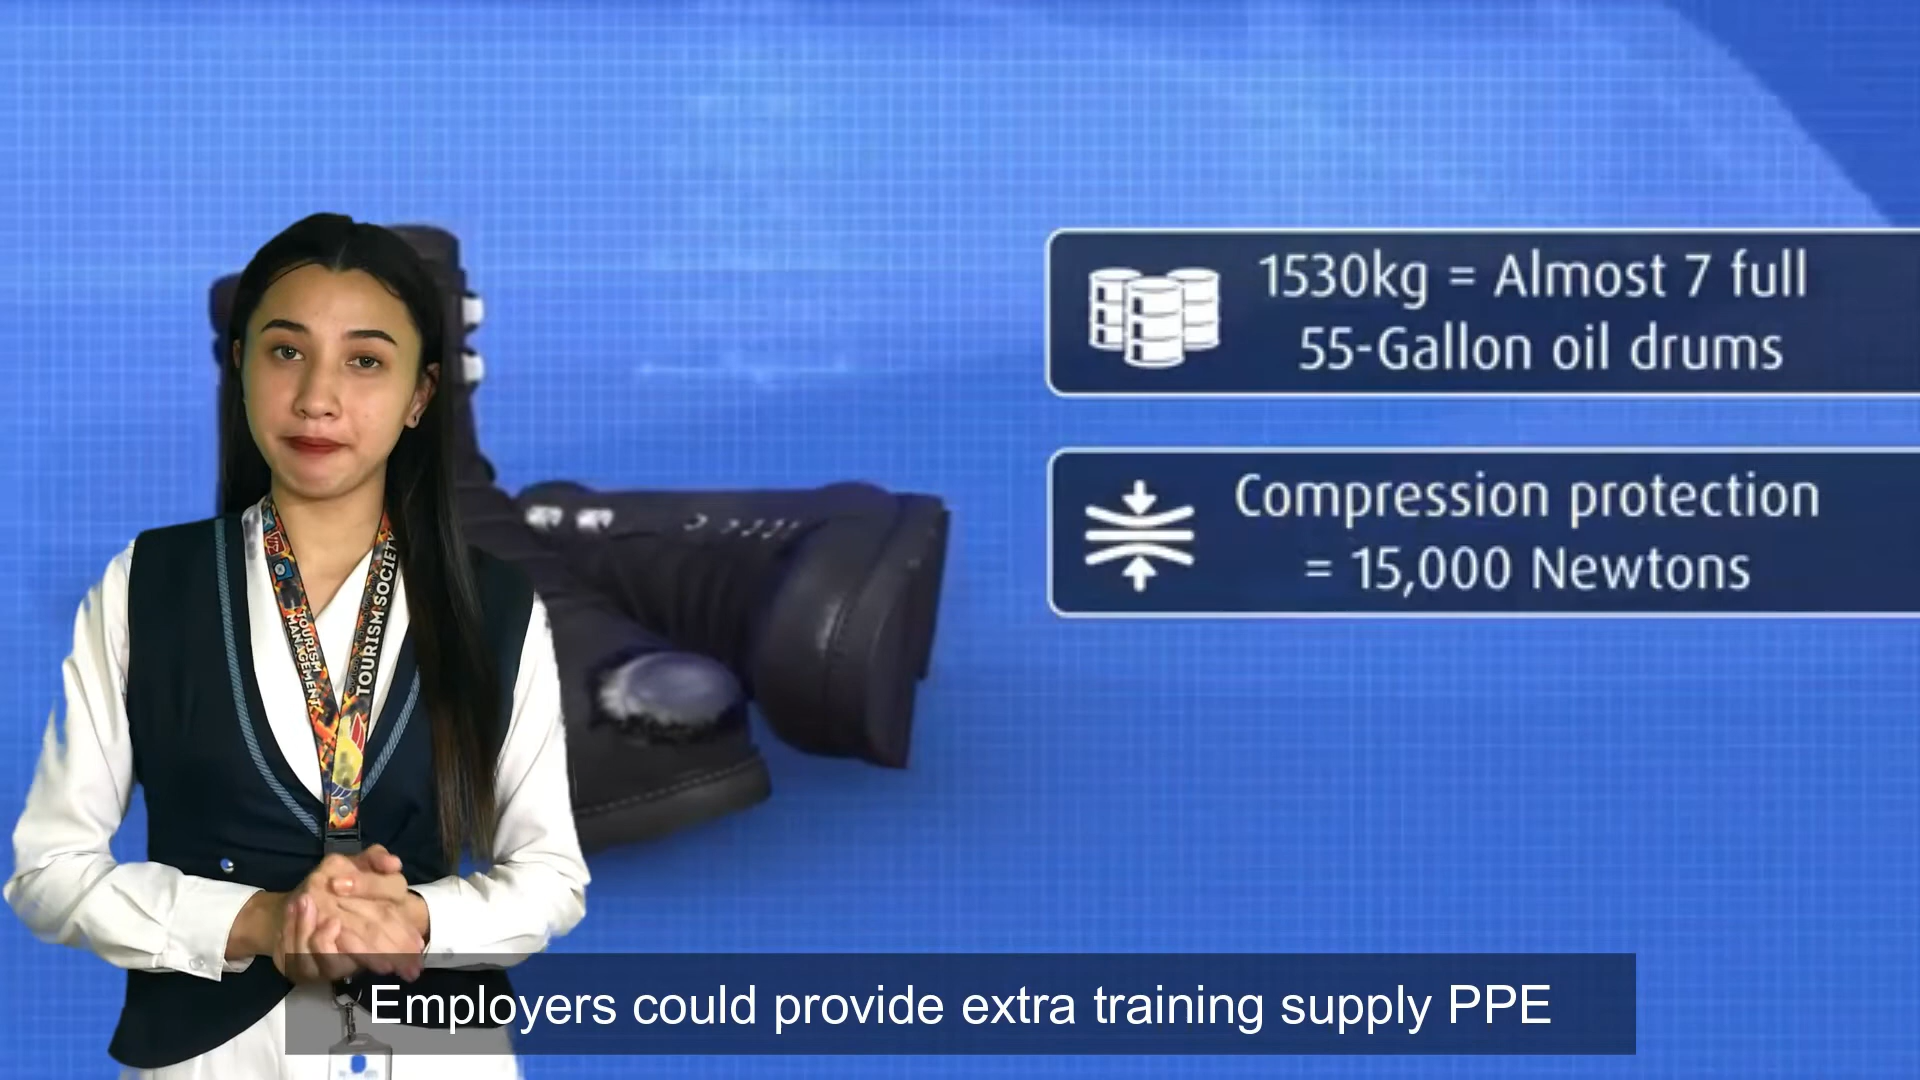 1530kg = Almost 7 full
55-Gallon oil drums
Compression protection
= 15,000 Newtons
TOURISM
MANAGEMENT
TOURISM SOCIETY
Employers could provide extra training supply PPE